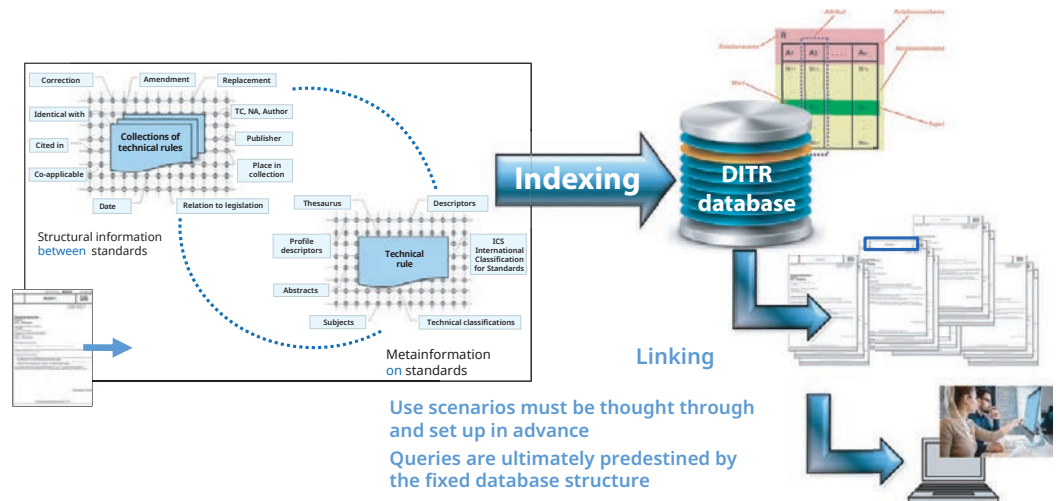 Correction
Amendment
Replacement
Identical with
TC, NA, Author
Collections of
technical rules
Publisher
Cited in
Place in
collection
Co-applicable
Date
Relation to legislation
Structural information
between standards
Thesaurus
Descriptors
Profile
descriptors
Technical
rule
ICS
International
Classification
for Standards
Abstracts
Subjects
Technical classifications
Metainformation
on standards
Indexing
DITR
database
R
Linking
Use scenarios must be thought through
and set up in advance
Queries are ultimately predestined by
the fixed database structure